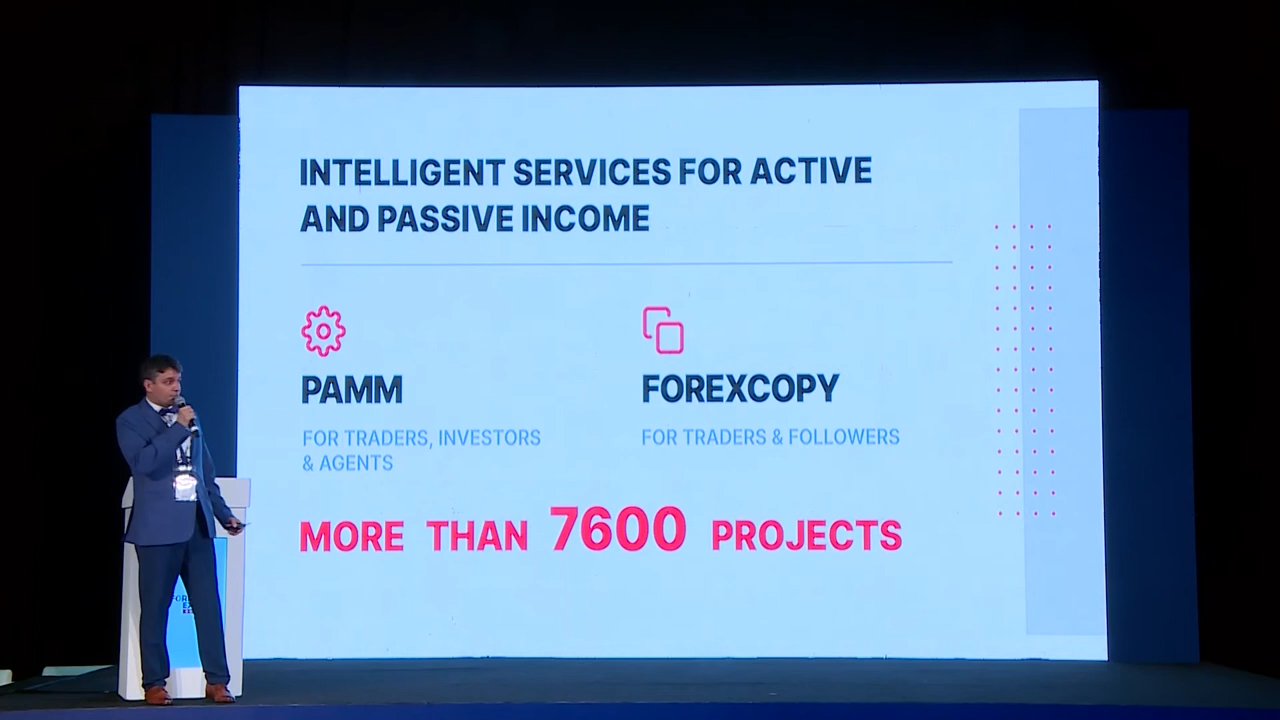 INTELLIGENT SERVICES FOR ACTIVE
AND PASSIVE INCOME
PAMM
FOREXCOPY
FOR TRADERS, INVESTORS
& AGENTS
FOR TRADERS & FOLLOWERS
MORE THAN 7600 PROJECTS